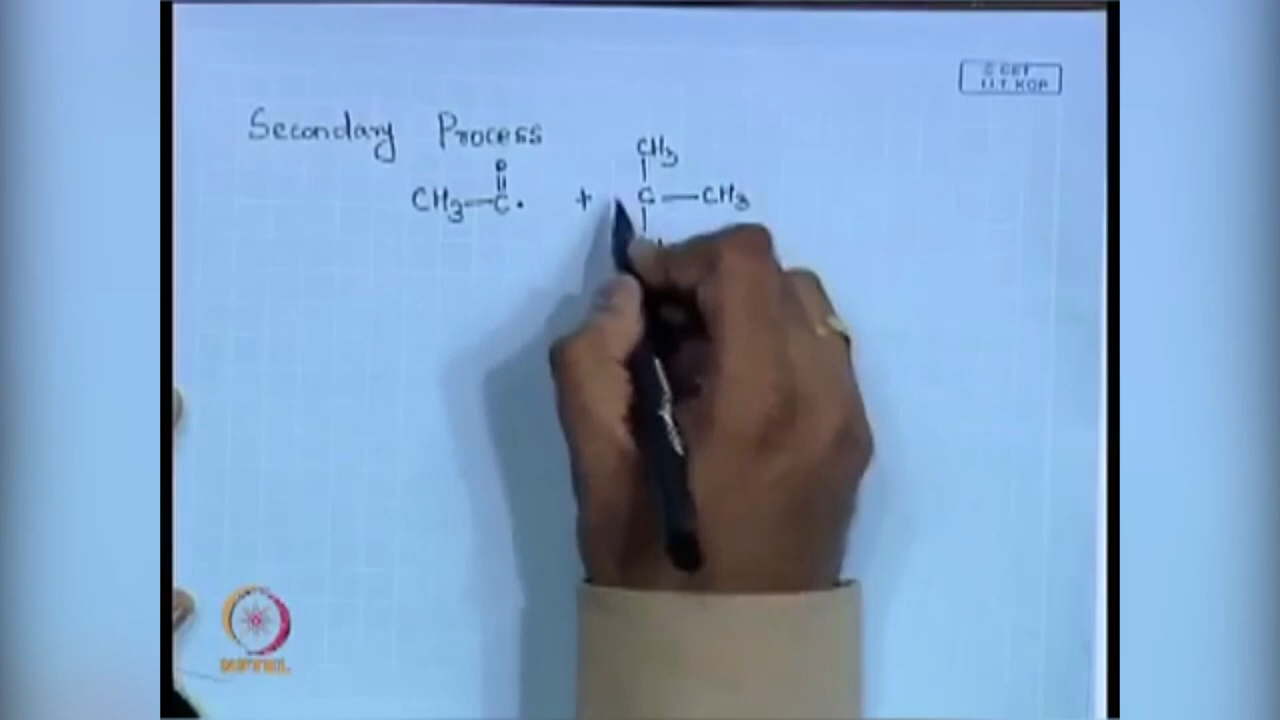 © CET
I.I.T. KGP
Secondary Process
CH3
O
CH3—C· + C—CH3
NPTEL